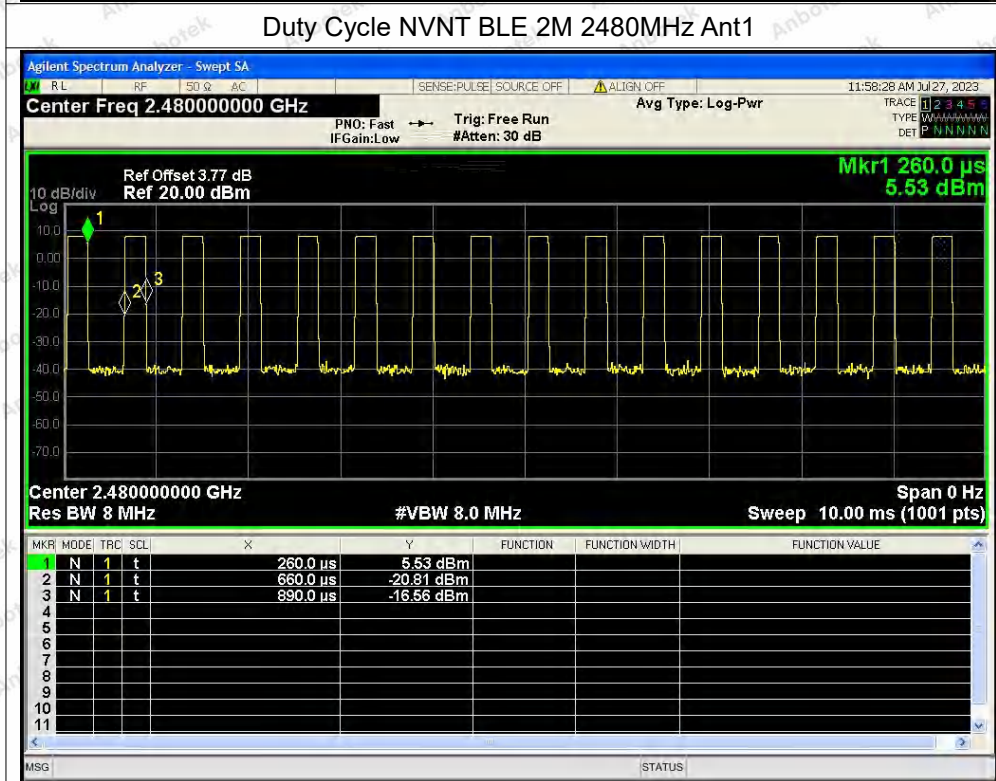 Duty Cycle NVNT BLE 2M 2480MHz Ant1
Agilent Spectrum Analyzer - Swept SA
LXI RL RF 50 Ω AC SENSE:PULSE SOURCE OFF ALIGN OFF 11:58:28 AM Jul 27, 2023
Center Freq 2.480000000 GHz
PNO: Fast
IFGain:Low
Trig: Free Run
#Atten: 30 dB
Avg Type: Log-Pwr
TRACE 1 2 3 4 5 6
TYPE W
DET P N N N N N
Mkr1 260.0 µs
5.53 dBm
Ref Offset 3.77 dB
10 dB/div Ref 20.00 dBm
Log
10.0
0.00
-10.0
-20.0
-30.0
-40.0
-50.0
-60.0
-70.0
1
2
3
Center 2.480000000 GHz Span 0 Hz
Res BW 8 MHz #VBW 8.0 MHz Sweep 10.00 ms (1001 pts)
MKR MODE TRC SCL X Y FUNCTION FUNCTION WIDTH FUNCTION VALUE
1 N 1 t 260.0 µs 5.53 dBm
2 N 1 t 660.0 µs -20.81 dBm
3 N 1 t 890.0 µs -16.56 dBm
4
5
6
7
8
9
10
11
MSG STATUS
Anbotek